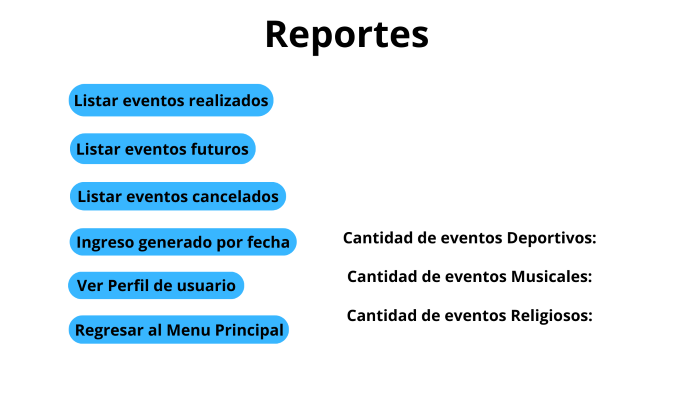 Reportes
Listar eventos realizados
Listar eventos futuros
Listar eventos cancelados
Ingreso generado por fecha
Ver Perfil de usuario
Regresar al Menu Principal
Cantidad de eventos Deportivos:
Cantidad de eventos Musicales:
Cantidad de eventos Religiosos: